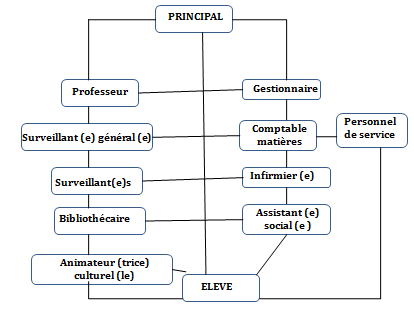 PRINCIPAL
Professeur
Gestionnaire
Surveillant (e) général (e)
Comptable
matières
Personnel
de service
Surveillant(e)s
Infirmier (e)
Bibliothécaire
Assistant (e)
social (e )
Animateur (trice)
culturel (le)
ELEVE